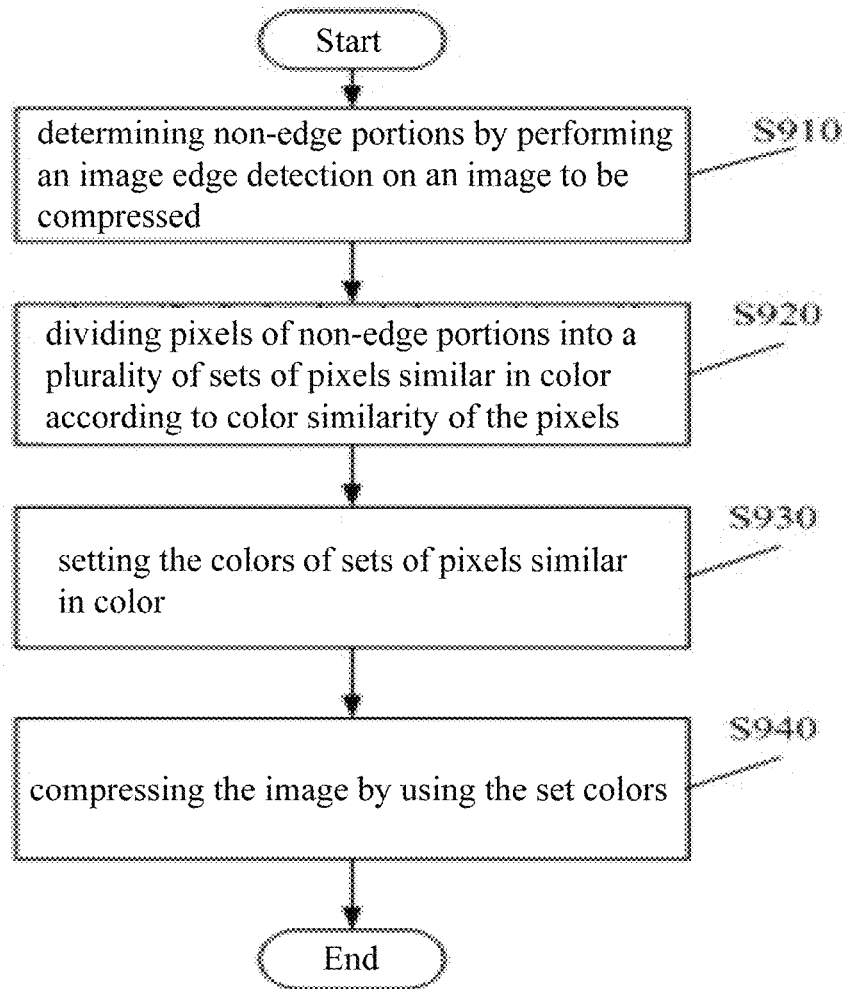 Start
determining non-edge portions by performing
an image edge detection on an image to be
compressed
S910
dividing pixels of non-edge portions into a
plurality of sets of pixels similar in color
according to color similarity of the pixels
S920
setting the colors of sets of pixels similar
in color
S930
compressing the image by using the set colors
S940
End